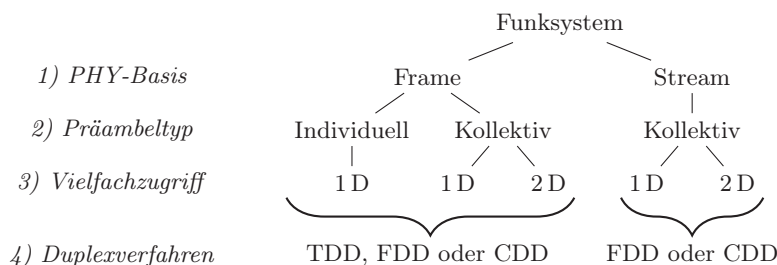 Funksystem
1) PHY-Basis Frame Stream
2) Präambeltyp Individuell Kollektiv Kollektiv
3) Vielfachzugriff 1 D 1 D 2 D 1 D 2 D
4) Duplexverfahren TDD, FDD oder CDD FDD oder CDD